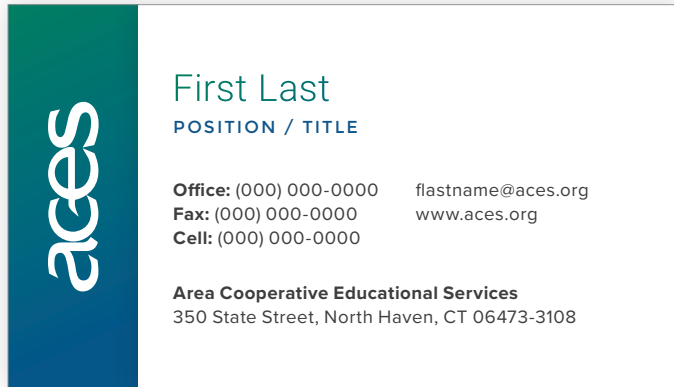 aces
First Last
POSITION / TITLE
Office: (000) 000-0000
Fax: (000) 000-0000
Cell: (000) 000-0000
flastname@aces.org
www.aces.org
Area Cooperative Educational Services
350 State Street, North Haven, CT 06473-3108